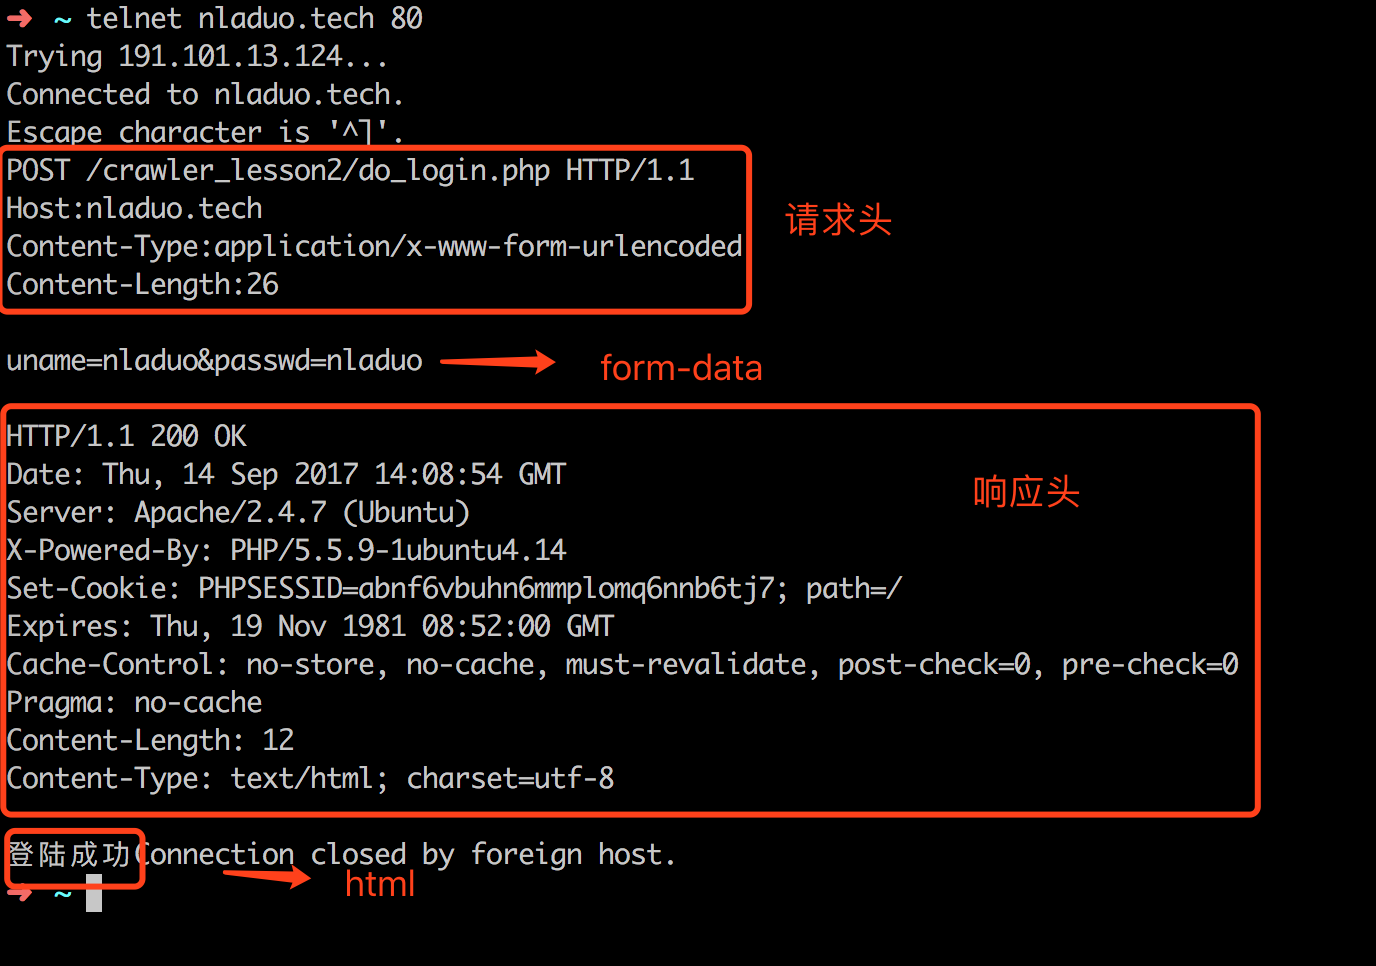 ➜ ~ telnet nladuo.tech 80
Trying 191.101.13.124...
Connected to nladuo.tech.
Escape character is '^]'.
POST /crawler_lesson2/do_login.php HTTP/1.1
Host:nladuo.tech
请求头
Content-Type:application/x-www-form-urlencoded
Content-Length:26
uname=nladuo&passwd=nladuo
form-data
HTTP/1.1 200 OK
Date: Thu, 14 Sep 2017 14:08:54 GMT
响应头
Server: Apache/2.4.7 (Ubuntu)
X-Powered-By: PHP/5.5.9-1ubuntu4.14
Set-Cookie: PHPSESSID=abnf6vbuhn6mmplomq6nnb6tj7; path=/
Expires: Thu, 19 Nov 1981 08:52:00 GMT
Cache-Control: no-store, no-cache, must-revalidate, post-check=0, pre-check=0
Pragma: no-cache
Content-Length: 12
Content-Type: text/html; charset=utf-8
登陆成功Connection closed by foreign host.
html
➜ ~